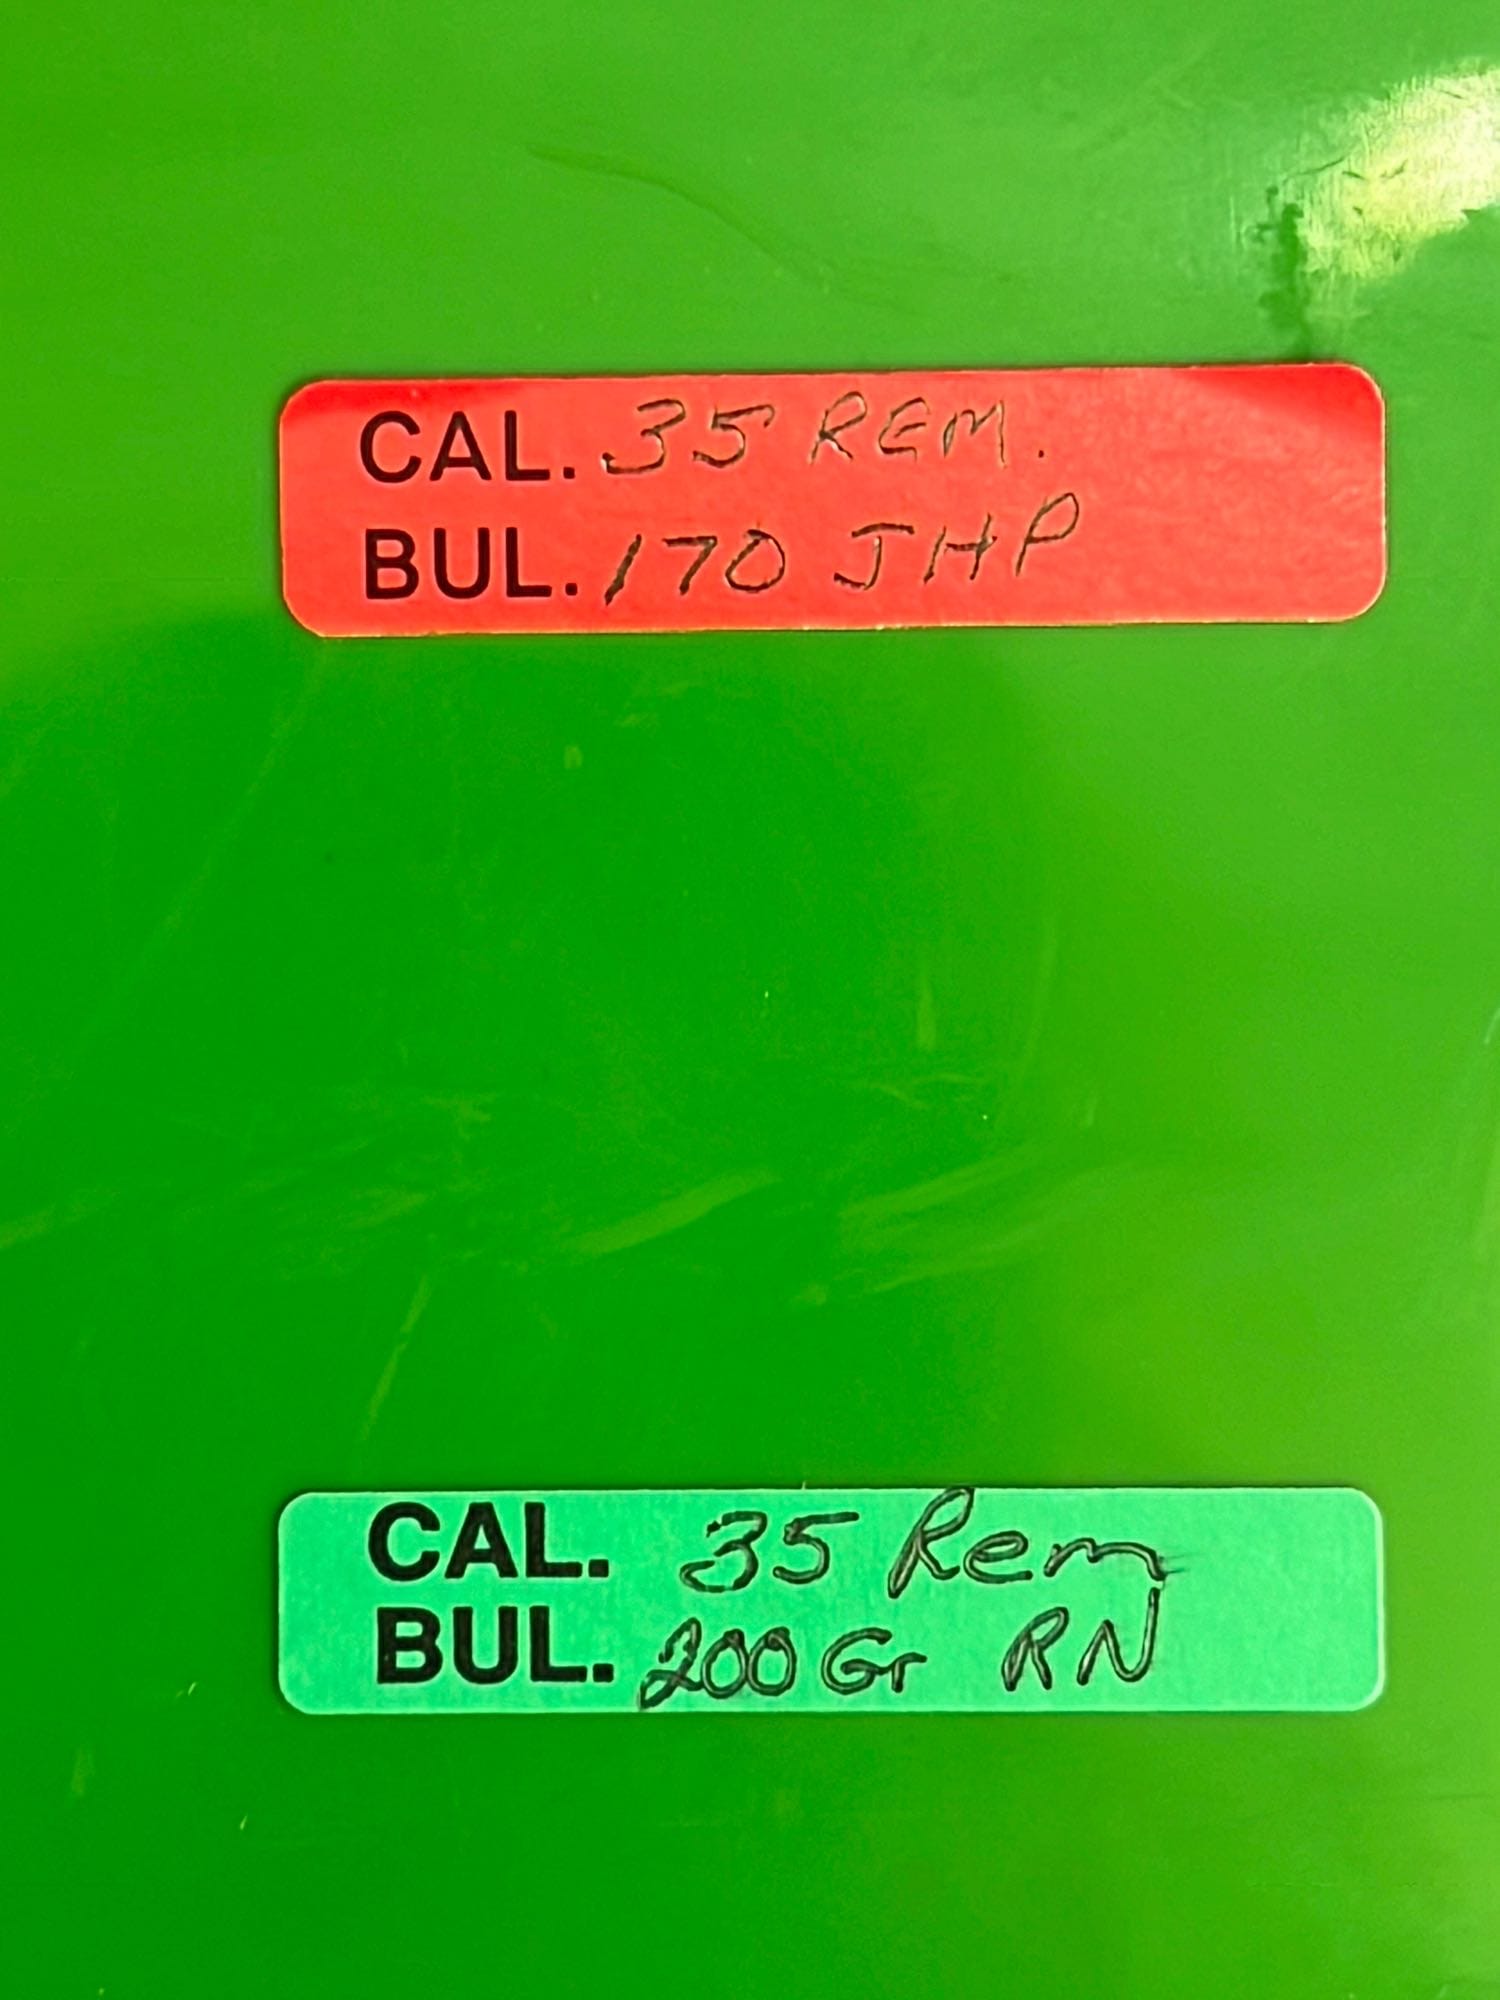 CAL. 35 REM.
BUL. 170 JHP
CAL. 35 Rem
BUL. 200 Gr RN